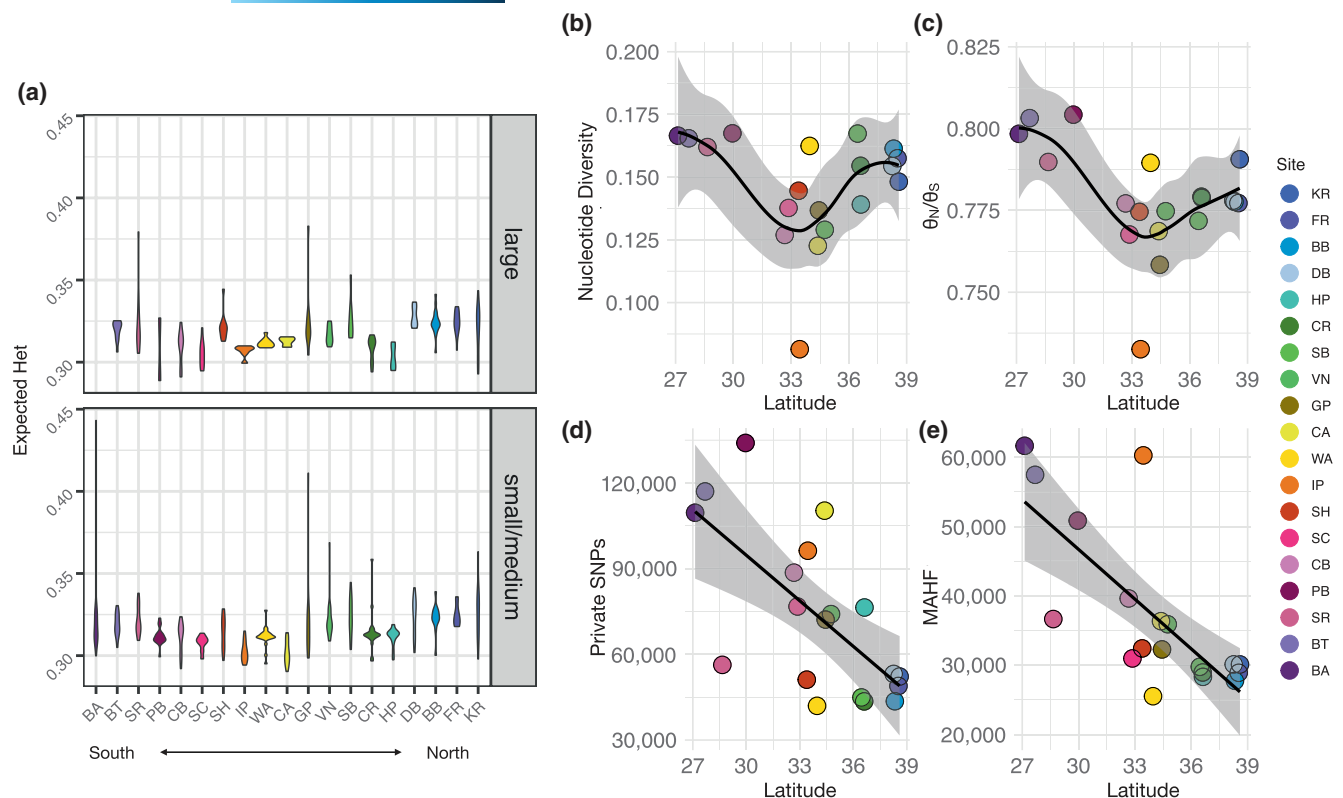 (a)
Expected Het
0.45
0.40
0.35
0.30
large
0.45
0.40
0.35
0.30
small/medium
BA BT SR PB CB SC SH IP WA CA GP VN SB CR HP DB BB FR KR
South North
(b)
Nucleotide Diversity
0.200
0.175
0.150
0.125
0.100
27 30 33 36 39
Latitude
(c)
θN/θS
0.825
0.800
0.775
0.750
27 30 33 36 39
Latitude
(d)
Private SNPs
120,000
90,000
60,000
30,000
27 30 33 36 39
Latitude
(e)
MAHF
60,000
50,000
40,000
30,000
20,000
27 30 33 36 39
Latitude
Site
KR
FR
BB
DB
HP
CR
SB
VN
GP
CA
WA
IP
SH
SC
CB
PB
SR
BT
BA